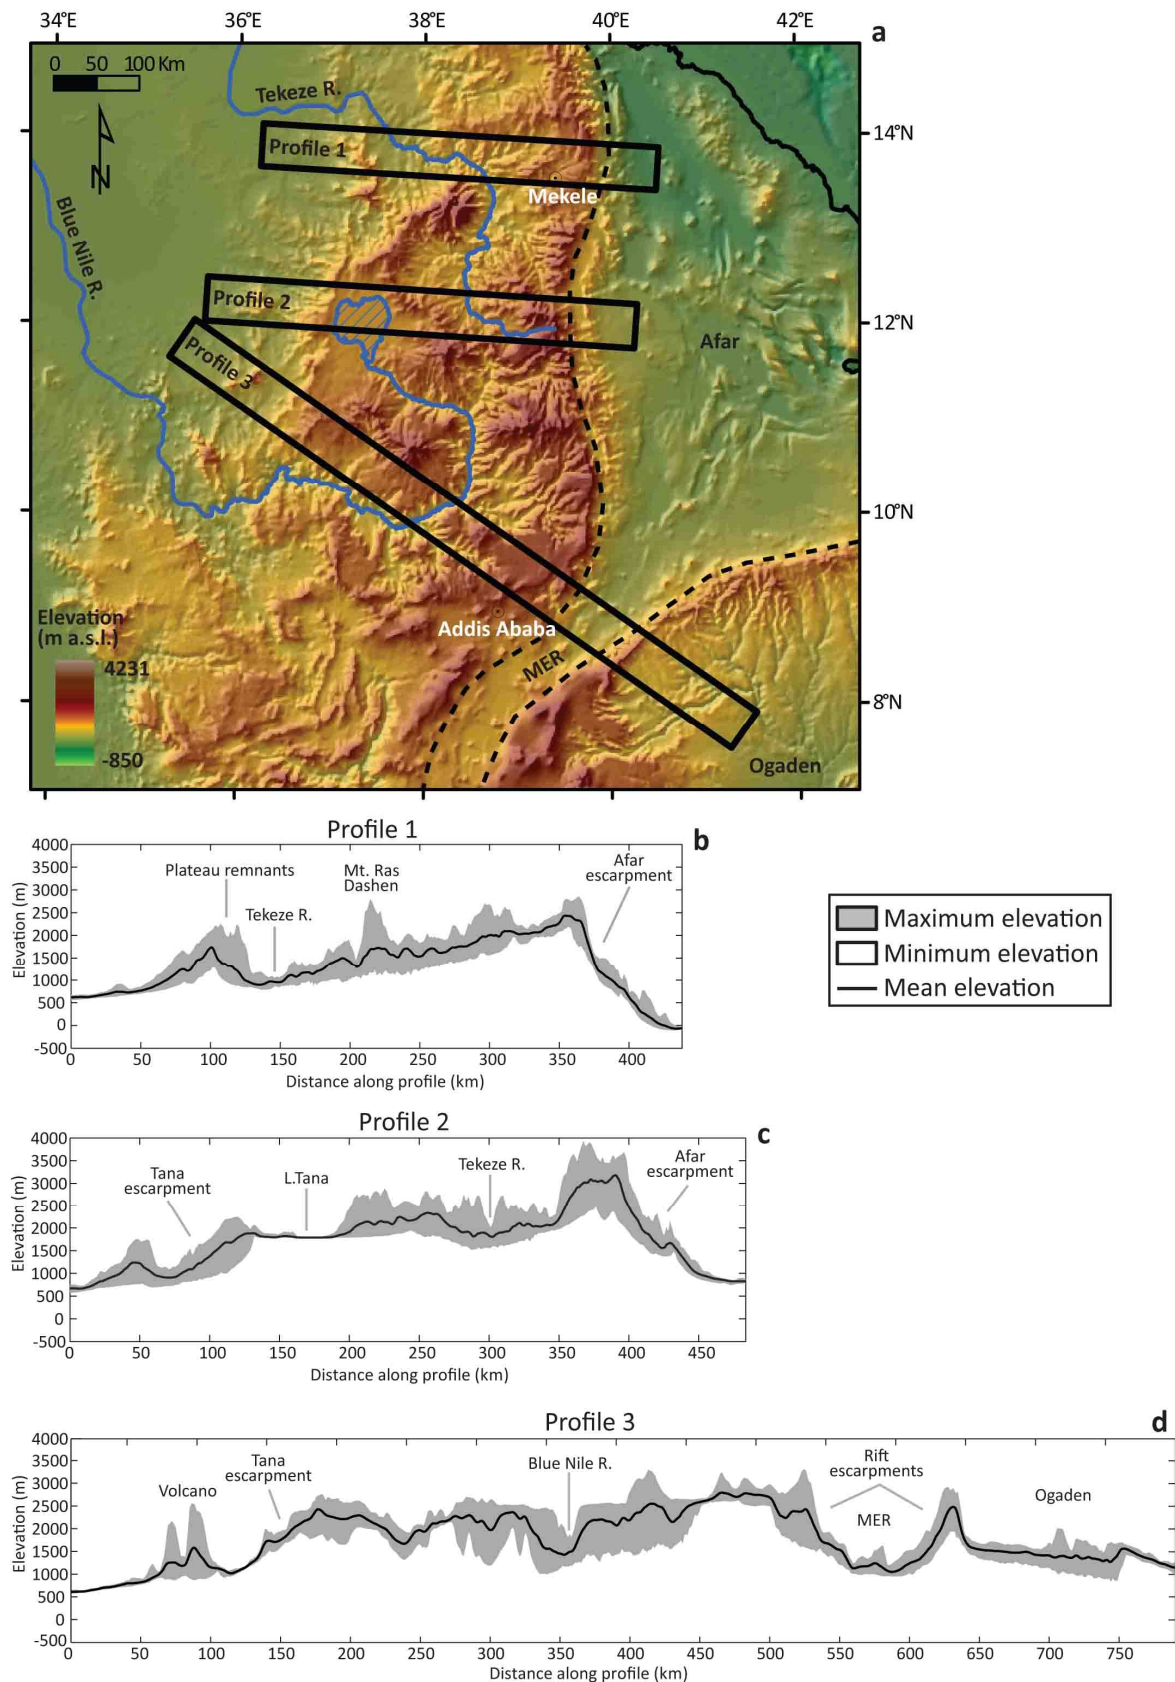 34°E 36°E 38°E 40°E 42°E a
0 50 100 Km
Tekeze R.
14°N
Profile 1
N
Mekele
Blue Nile R.
Profile 2
12°N
Afar
Profile 3
10°N
Elevation
(m a.s.l.)
Addis Ababa
4231
MER
8°N
-850
Ogaden
Profile 1 b
4000
3500
3000
2500
2000
1500
1000
500
0
-500
Elevation (m)
Plateau remnants
Tekeze R.
Mt. Ras
Dashen
Afar
escarpment
0 50 100 150 200 250 300 350 400
Distance along profile (km)
Maximum elevation
Minimum elevation
Mean elevation
Profile 2 c
4000
3500
3000
2500
2000
1500
1000
500
0
-500
Elevation (m)
Tana
escarpment
L.Tana
Tekeze R.
Afar
escarpment
0 50 100 150 200 250 300 350 400 450
Distance along profile (km)
Profile 3 d
4000
3500
3000
2500
2000
1500
1000
500
0
-500
Elevation (m)
Volcano
Tana
escarpment
Blue Nile R.
Rift
escarpments
MER
Ogaden
0 50 100 150 200 250 300 350 400 450 500 550 600 650 700 750
Distance along profile (km)